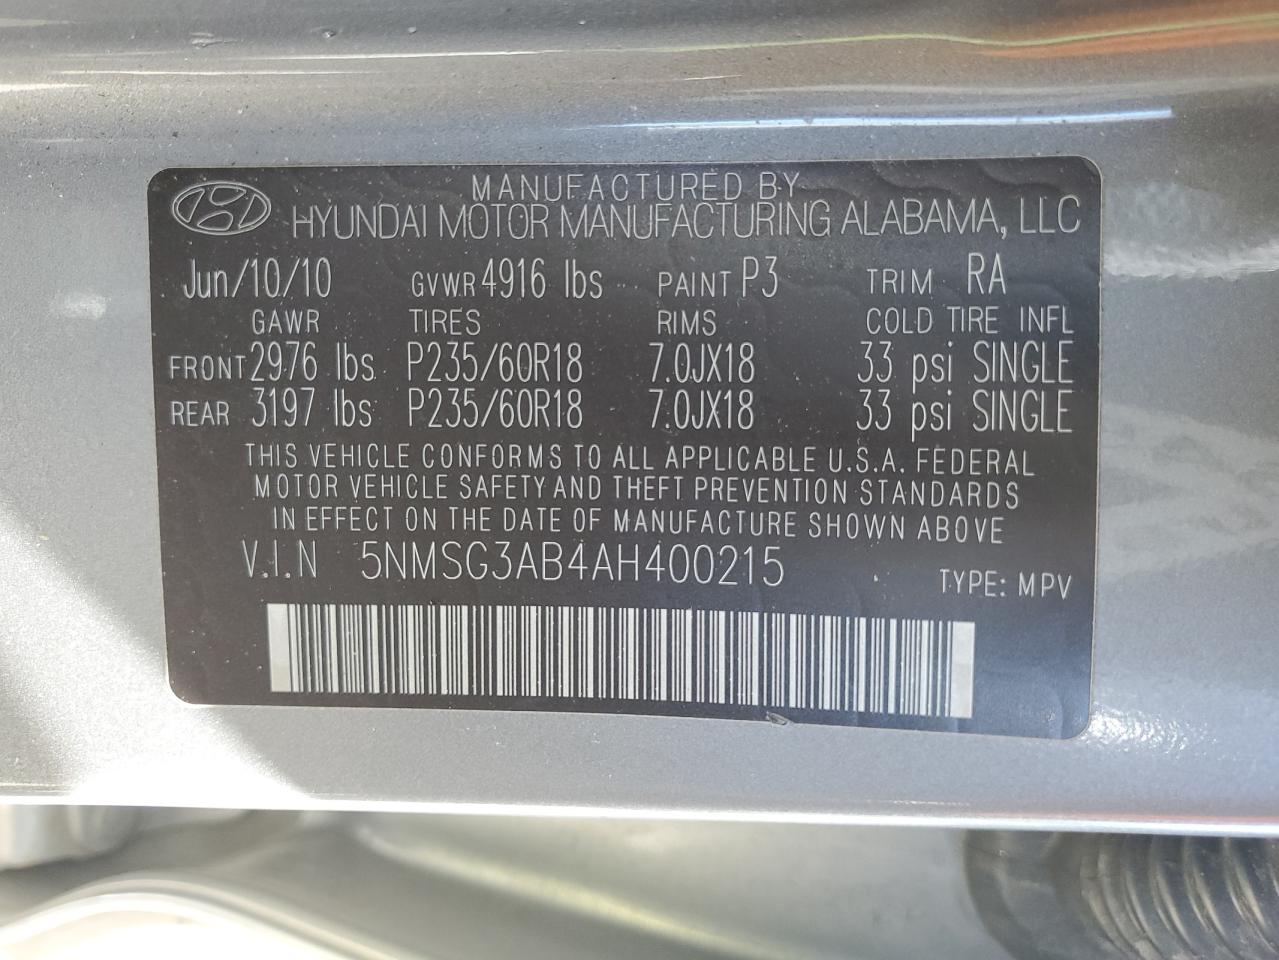 MANUFACTURED BY
HYUNDAI MOTOR MANUFACTURING ALABAMA, LLC
Jun/10/10 GVWR 4916 lbs PAINT P3 TRIM RA
GAWR TIRES RIMS COLD TIRE INFL
FRONT 2976 lbs P235/60R18 7.0JX18 33 psi SINGLE
REAR 3197 lbs P235/60R18 7.0JX18 33 psi SINGLE
THIS VEHICLE CONFORMS TO ALL APPLICABLE U.S.A. FEDERAL
MOTOR VEHICLE SAFETY AND THEFT PREVENTION STANDARDS
IN EFFECT ON THE DATE OF MANUFACTURE SHOWN ABOVE
V.I.N 5NMSG3AB4AH400215 TYPE: MPV